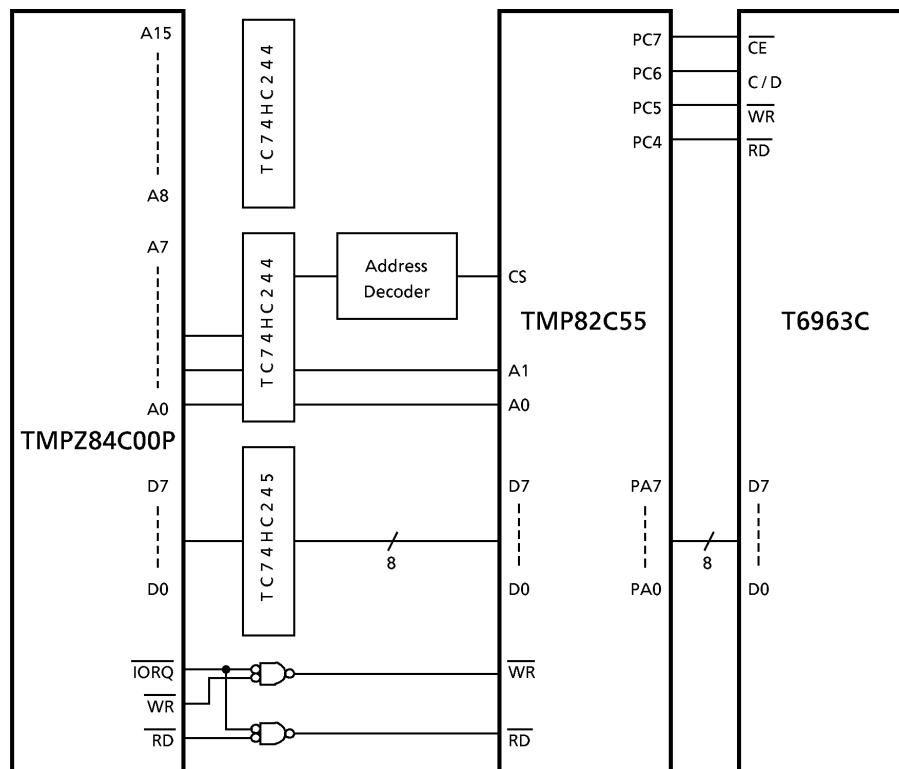 A15
A8
A7
A0
TMPZ84C00P
D7
D0
IORQ
WR
RD
TC74HC244
TC74HC244
TC74HC245
Address
Decoder
8
PC7
PC6
PC5
PC4
CS
TMP82C55
A1
A0
D7
PA7
D0
PA0
WR
RD
8
CE
C/D
WR
RD
T6963C
D7
D0